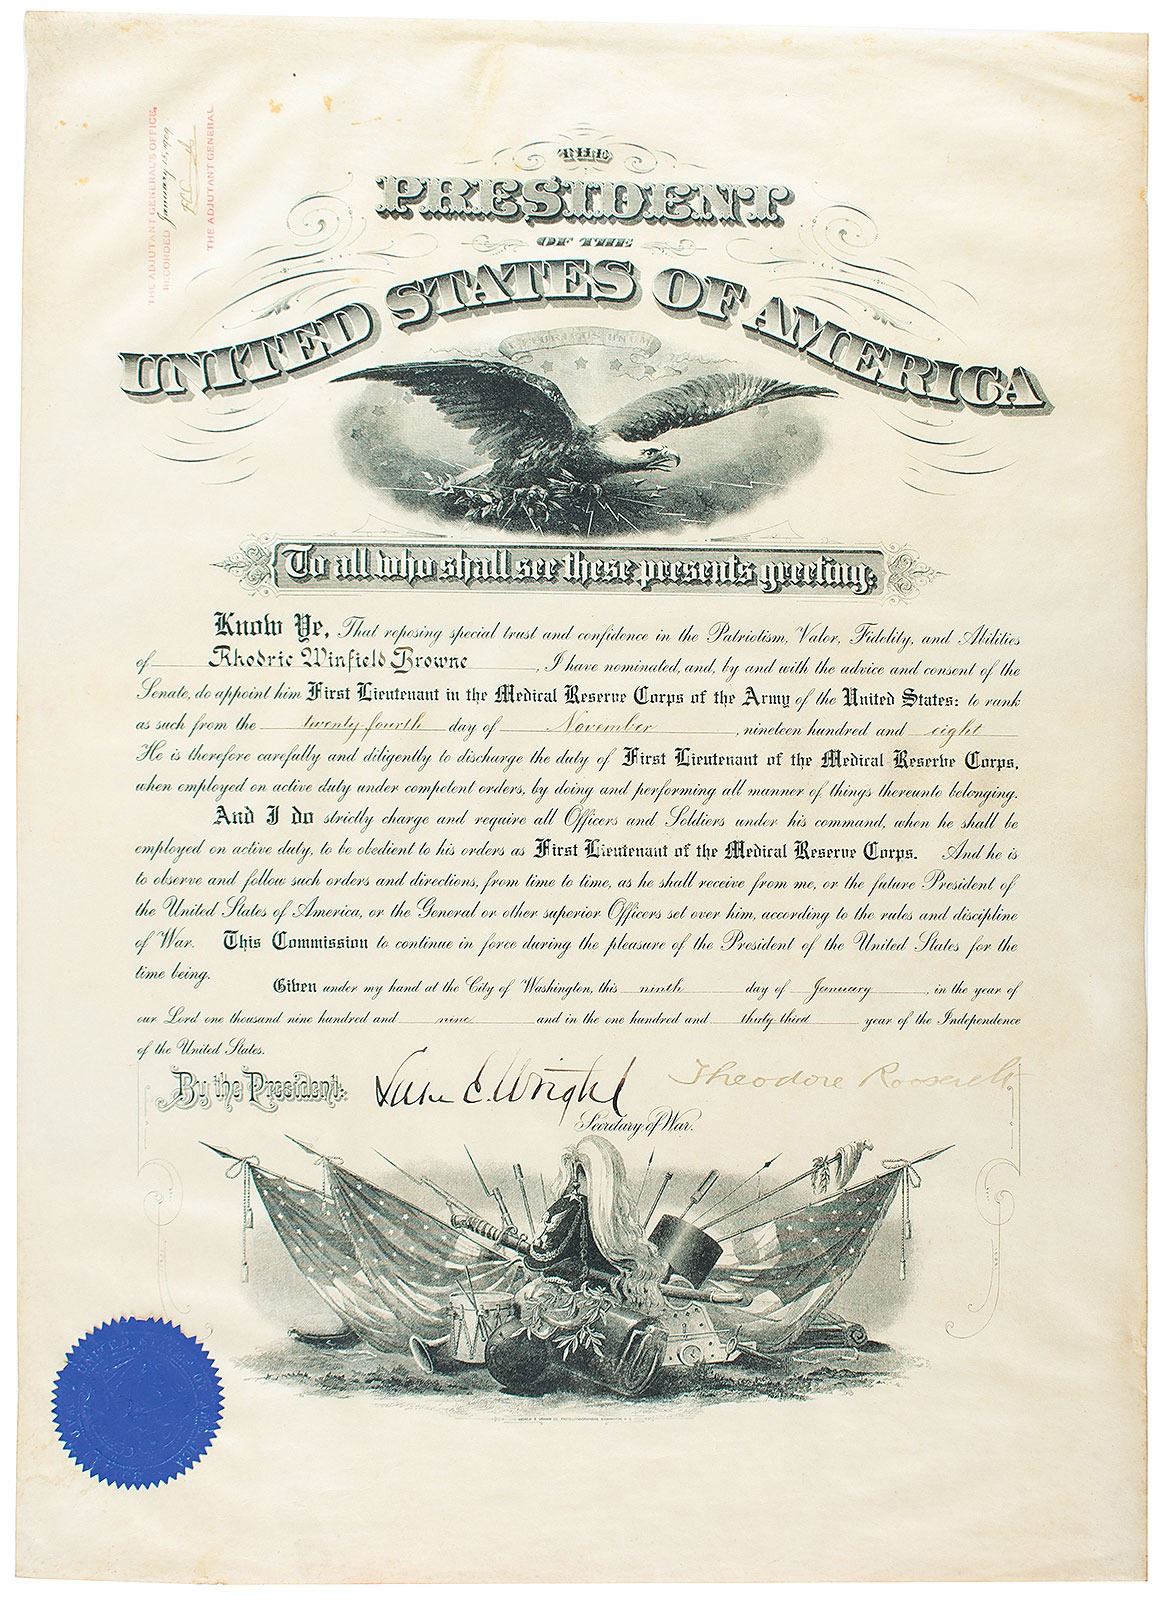 THE ADJUTANT GENERAL'S OFFICE,
RECORDED January 15, 1909
THE ADJUTANT GENERAL.
THE
PRESIDENT
OF THE
UNITED STATES OF AMERICA
E PLURIBUS UNUM
To all who shall see these presents greeting:
Know Ye, That reposing special trust and confidence in the Patriotism, Valor, Fidelity, and Abilities
of Rhodric Winfield Browne, I have nominated, and, by and with the advice and consent of the
Senate, do appoint him First Lieutenant in the Medical Reserve Corps of the Army of the United States: to rank
as such from the twenty-fourth day of November, nineteen hundred and eight
He is therefore carefully and diligently to discharge the duty of First Lieutenant of the Medical Reserve Corps,
when employed on active duty under competent orders, by doing and performing all manner of things thereunto belonging.
And I do strictly charge and require all Officers and Soldiers under his command, when he shall be
employed on active duty, to be obedient to his orders as First Lieutenant of the Medical Reserve Corps. And he is
to observe and follow such orders and directions, from time to time, as he shall receive from me, or the future President of
the United States of America, or the General or other superior Officers set over him, according to the rules and discipline
of War. This Commission to continue in force during the pleasure of the President of the United States for the
time being.
Given under my hand at the City of Washington, this ninth day of January, in the year of
our Lord one thousand nine hundred and nine and in the one hundred and thirty-third year of the Independence
of the United States.
By the President:
Luke E. Wright
Theodore Roosevelt
Secretary of War.